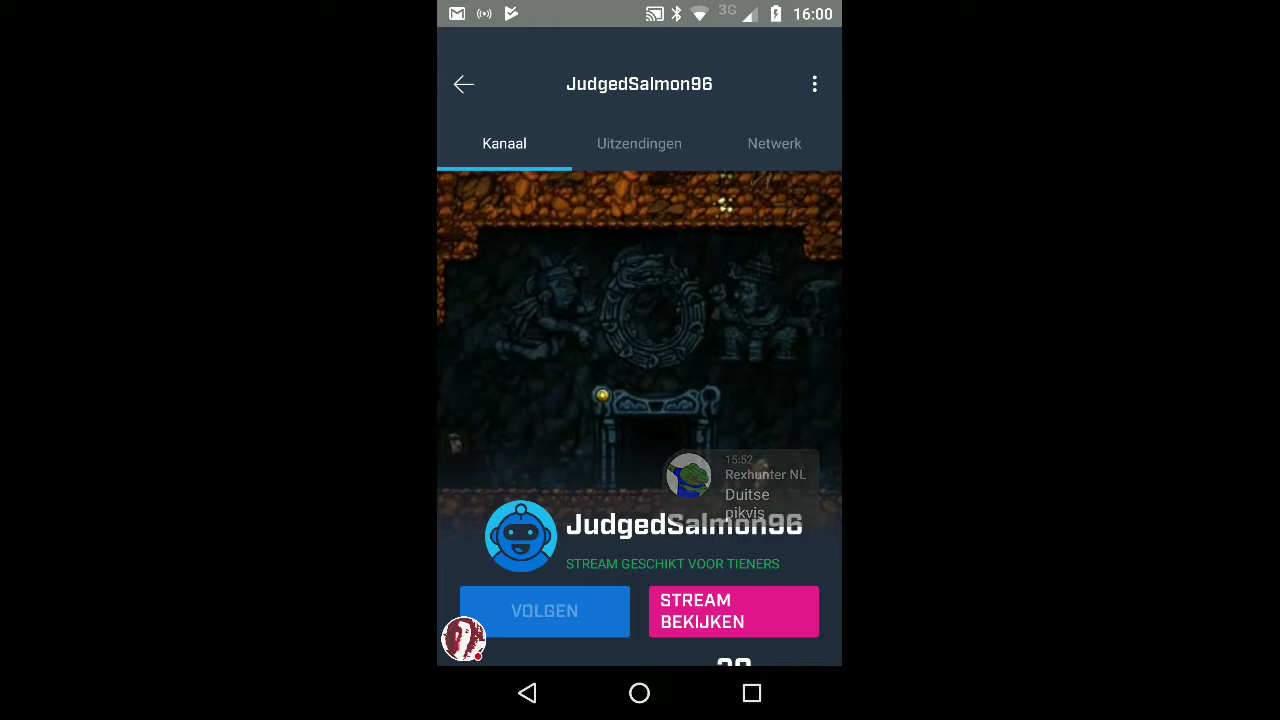 3G 16:00
JudgedSalmon96
Kanaal Uitzendingen Netwerk
15:52
Rexhunter NL
Duitse
pikvis
JudgedSalmon96
STREAM GESCHIKT VOOR TIENERS
VOLGEN
STREAM
BEKIJKEN